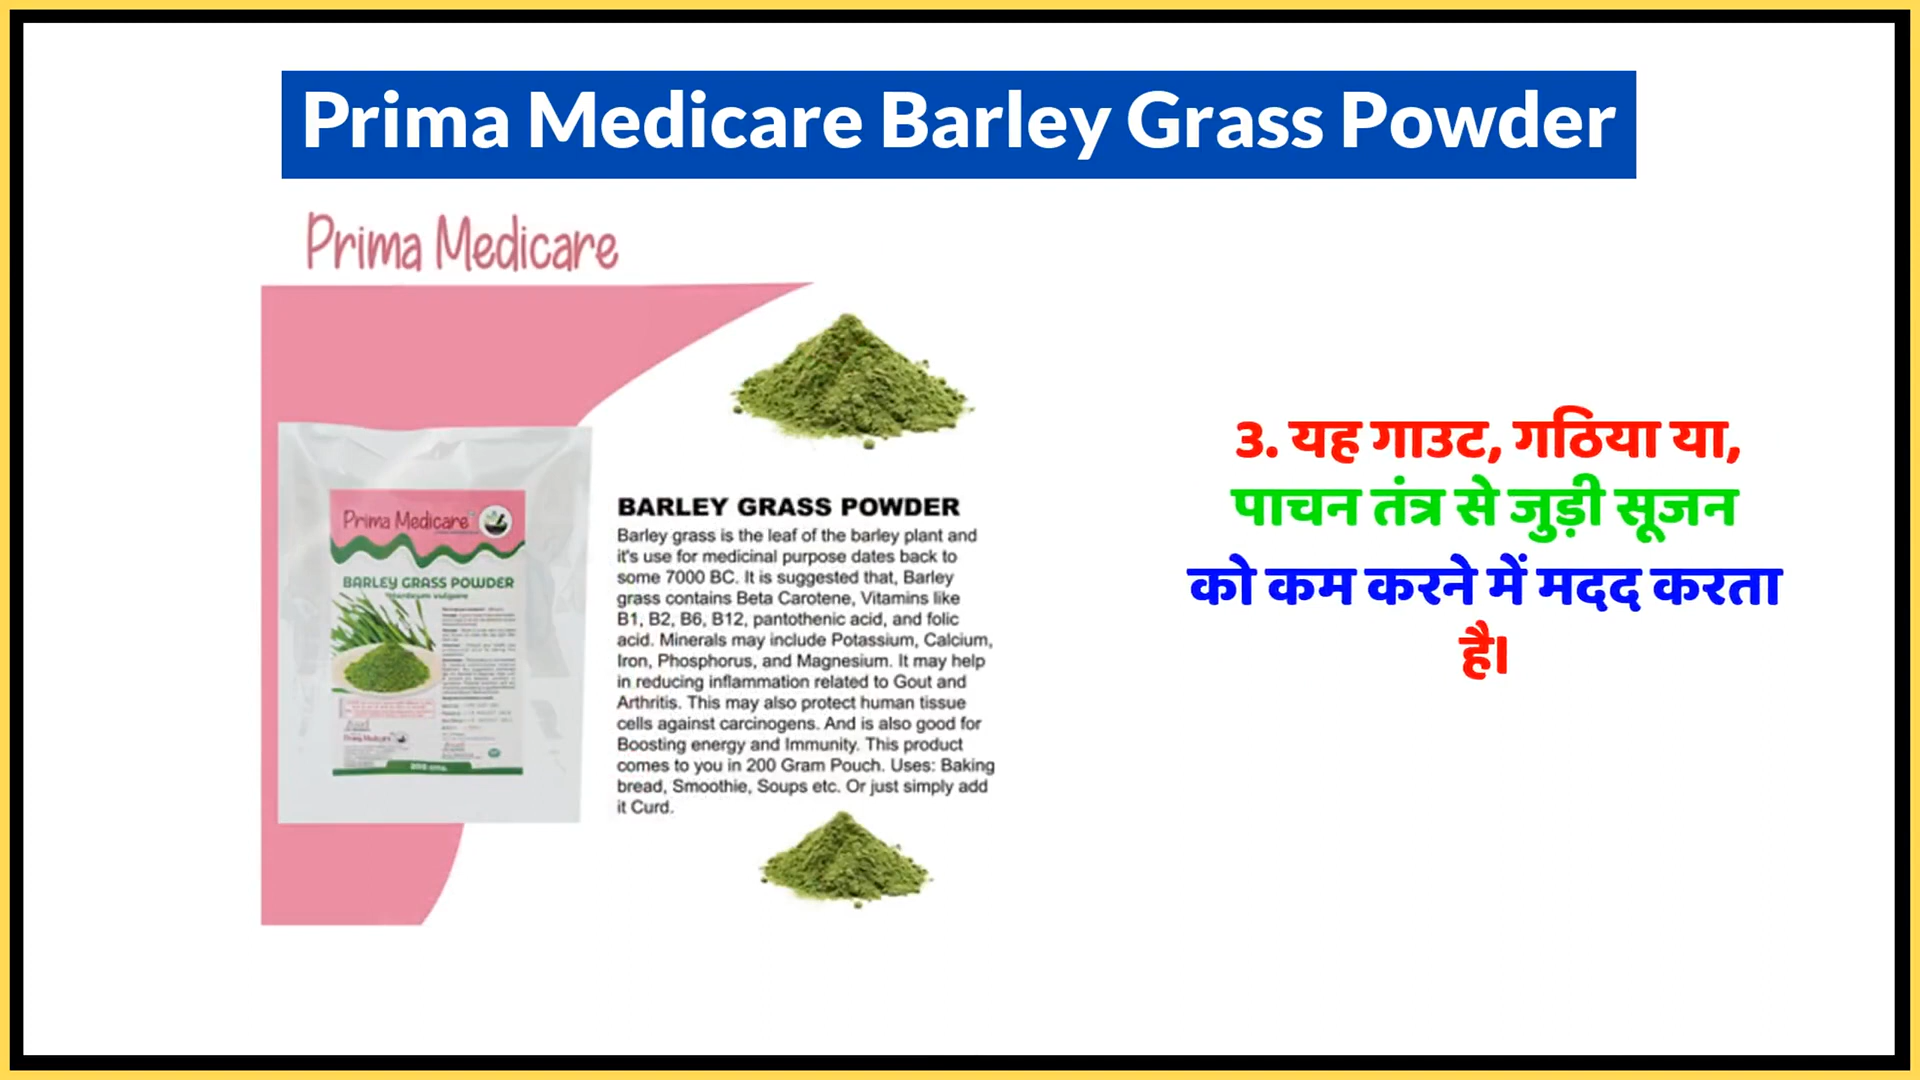 Prima Medicare Barley Grass Powder
Prima Medicare
Prima Medicare
BARLEY GRASS POWDER
Hordeum vulgare
Prima Medicare
200 gms.
BARLEY GRASS POWDER
Barley grass is the leaf of the barley plant and
it's use for medicinal purpose dates back to
some 7000 BC. It is suggested that, Barley
grass contains Beta Carotene, Vitamins like
B1, B2, B6, B12, pantothenic acid, and folic
acid. Minerals may include Potassium, Calcium,
Iron, Phosphorus, and Magnesium. It may help
in reducing inflammation related to Gout and
Arthritis. This may also protect human tissue
cells against carcinogens. And is also good for
Boosting energy and Immunity. This product
comes to you in 200 Gram Pouch. Uses: Baking
bread, Smoothie, Soups etc. Or just simply add
it Curd.
3. यह गाउट, गठिया या,
पाचन तंत्र से जुड़ी सूजन
को कम करने में मदद करता
है।